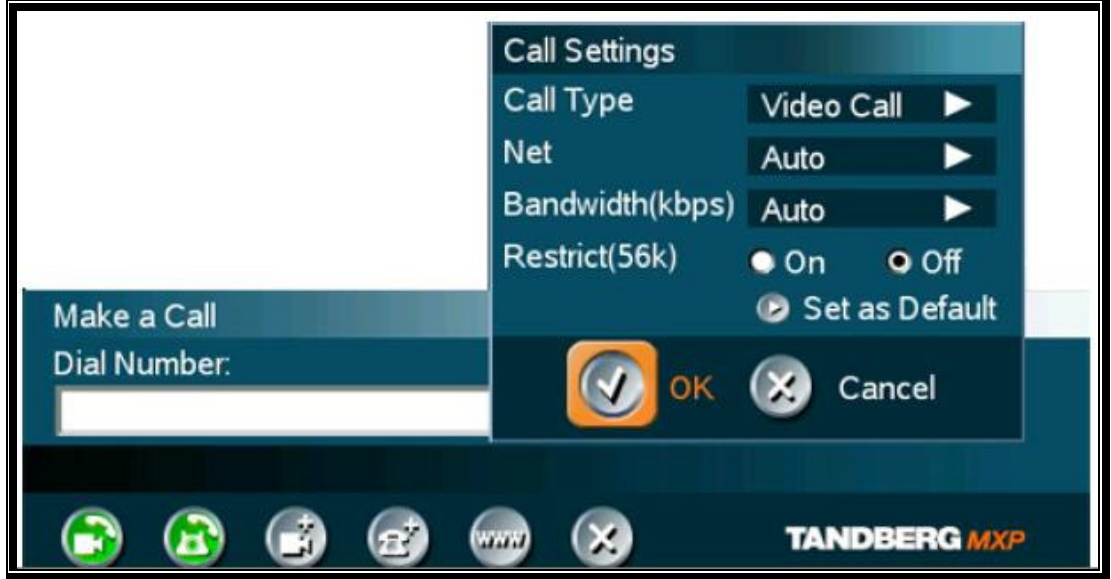 Call Settings
Call Type Video Call
Net Auto
Bandwidth(kbps) Auto
Restrict(56k) On Off
Set as Default
OK Cancel
Make a Call
Dial Number:
www
TANDBERG MXP